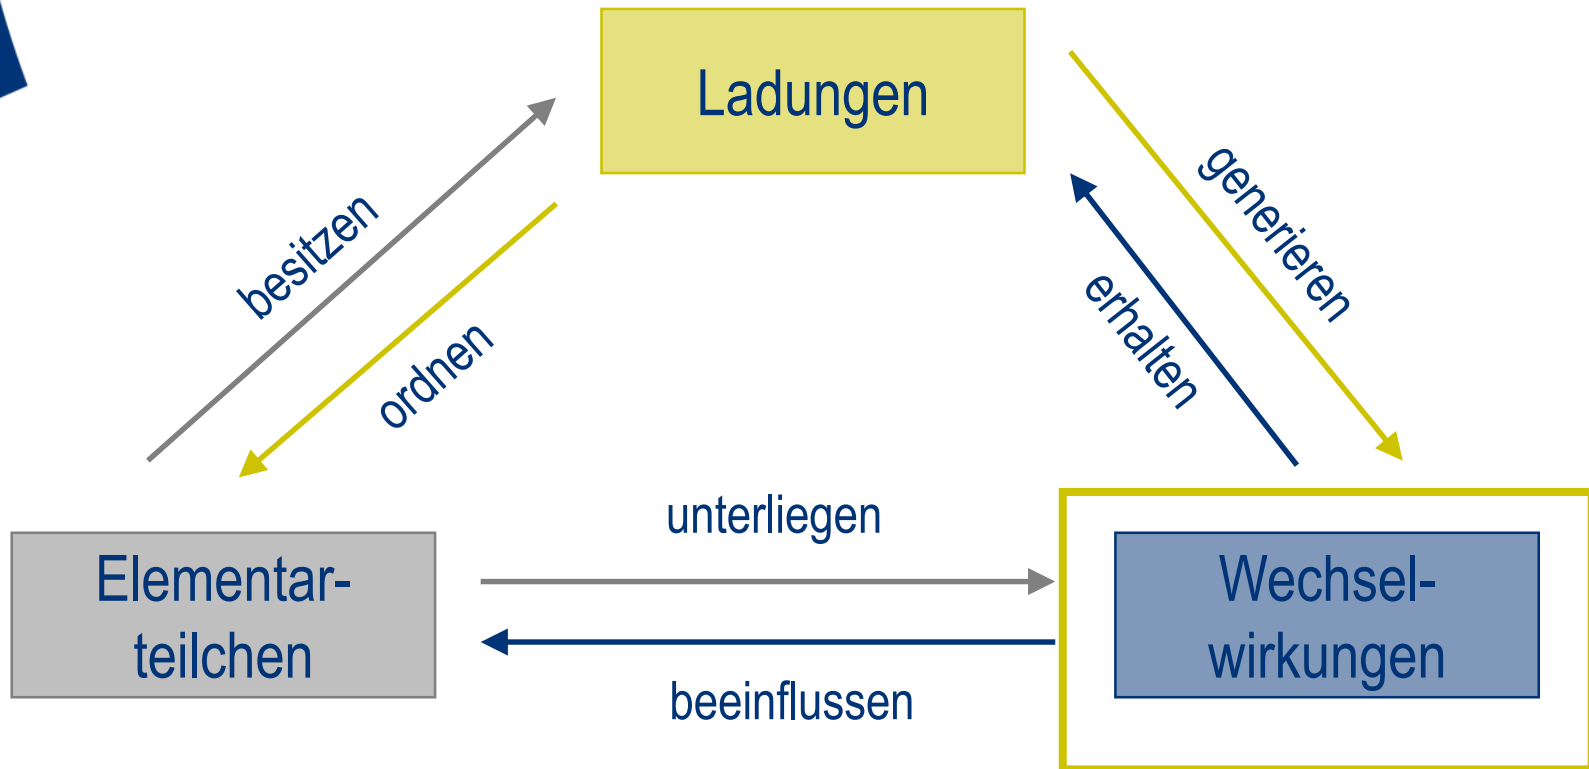 Ladungen
besitzen
ordnen
generieren
erhalten
unterliegen
Elementar-
teilchen
Wechsel-
wirkungen
beeinflussen